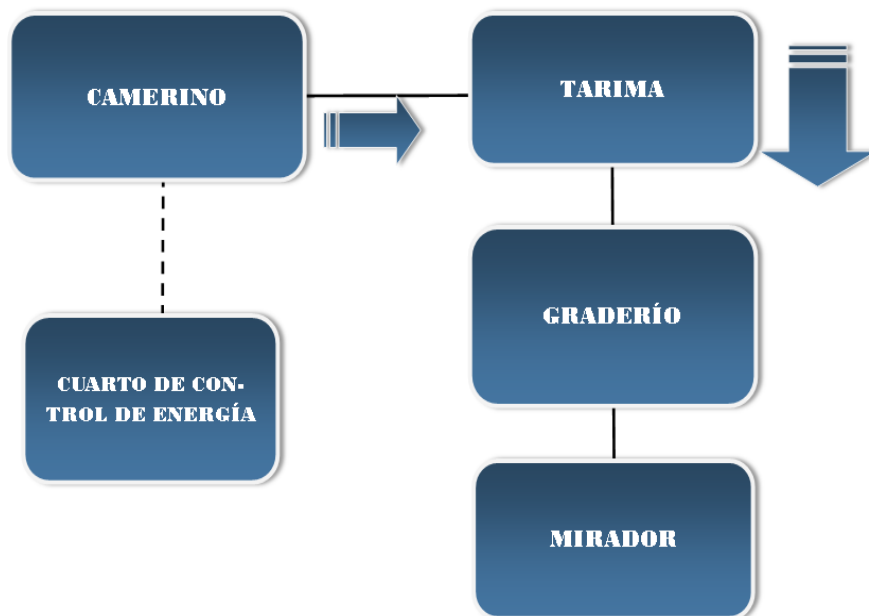 CAMERINO
TARIMA
GRADERÍO
CUARTO DE CON-
TROL DE ENERGÍA
MIRADOR